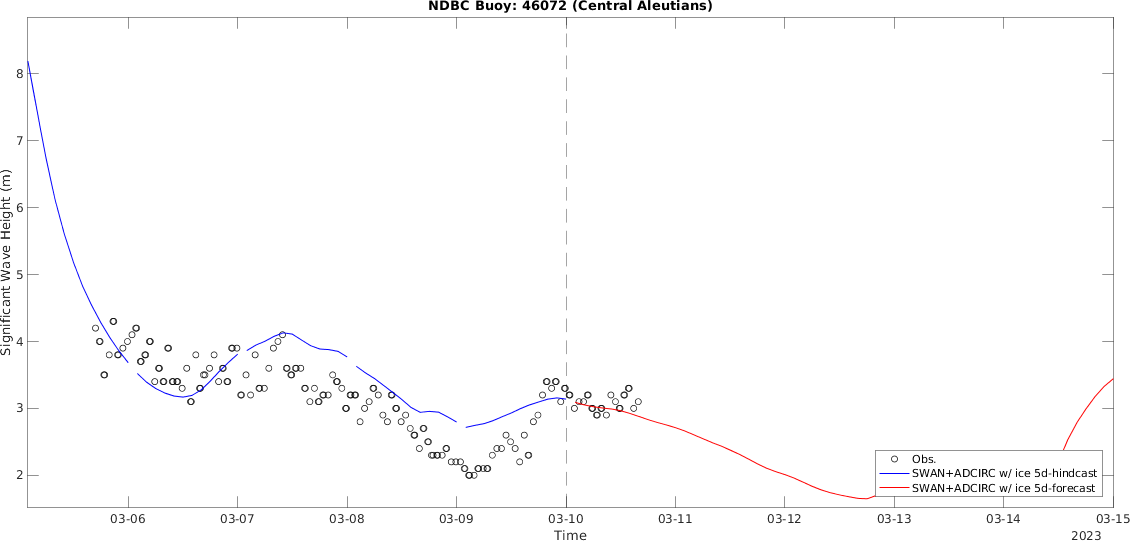 NDBC Buoy: 46072 (Central Aleutians)
Significant Wave Height (m)
8
7
6
5
4
3
2
Obs.
SWAN+ADCIRC w/ ice 5d-hindcast
SWAN+ADCIRC w/ ice 5d-forecast
03-06 03-07 03-08 03-09 03-10 03-11 03-12 03-13 03-14 03-15
Time
2023